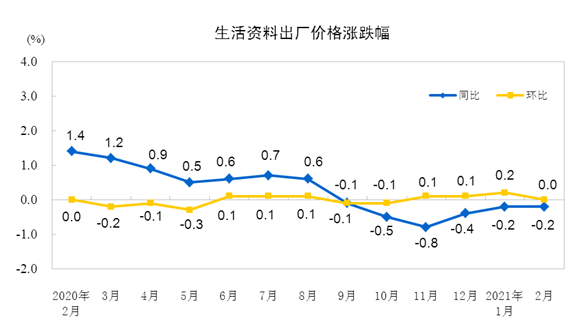 生活资料出厂价格涨跌幅
(%)
4.0
3.0
2.0
1.0
0.0
-1.0
-2.0
同比
环比
1.4
1.2
0.9
0.5
0.6
0.7
0.6
-0.1
-0.1
0.1
0.1
0.2
0.0
0.0
-0.2
-0.1
-0.3
0.1
0.1
0.1
-0.1
-0.5
-0.8
-0.4
-0.2
-0.2
2020年
2月
3月
4月
5月
6月
7月
8月
9月
10月
11月
12月
2021年
1月
2月